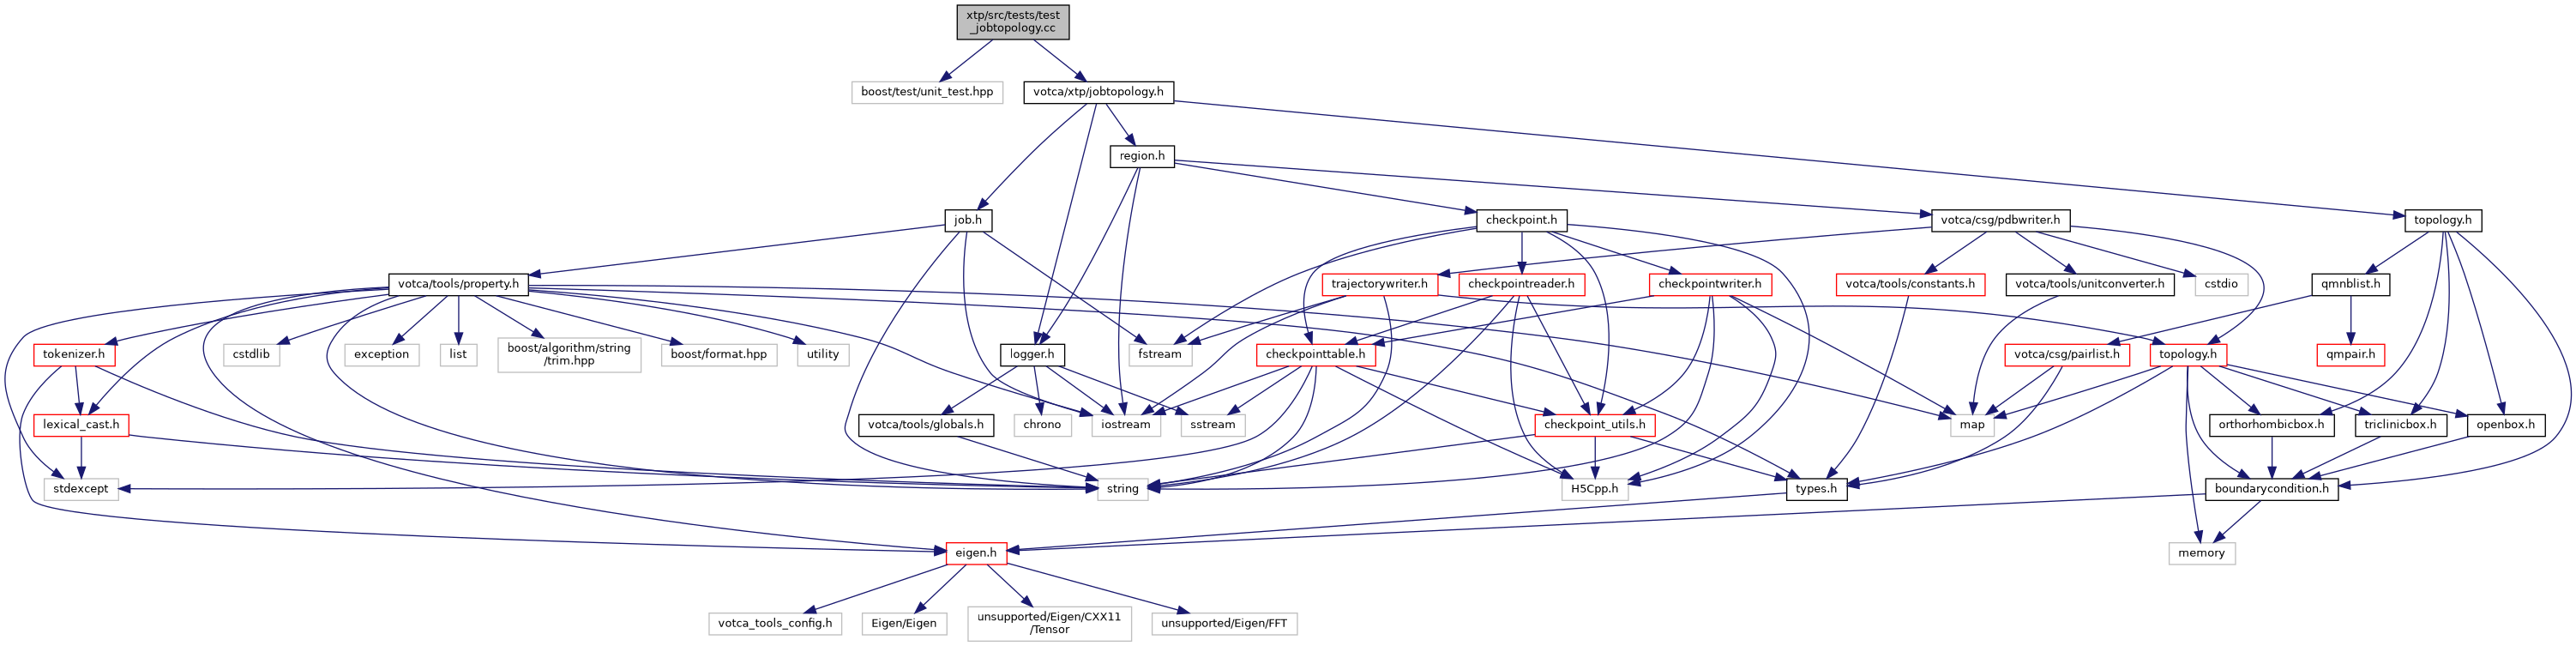 xtp/src/tests/test
_jobtopology.cc
boost/test/unit_test.hpp
votca/xtp/jobtopology.h
region.h
job.h
checkpoint.h
votca/csg/pdbwriter.h
topology.h
votca/tools/property.h
trajectorywriter.h
checkpointreader.h
checkpointwriter.h
votca/tools/constants.h
votca/tools/unitconverter.h
cstdio
qmnblist.h
tokenizer.h
cstdlib
exception
list
boost/algorithm/string
/trim.hpp
boost/format.hpp
utility
logger.h
fstream
checkpointtable.h
votca/csg/pairlist.h
topology.h
qmpair.h
lexical_cast.h
votca/tools/globals.h
chrono
iostream
sstream
checkpoint_utils.h
map
orthorhombicbox.h
triclinicbox.h
openbox.h
stdexcept
string
H5Cpp.h
types.h
boundarycondition.h
eigen.h
memory
votca_tools_config.h
Eigen/Eigen
unsupported/Eigen/CXX11
/Tensor
unsupported/Eigen/FFT